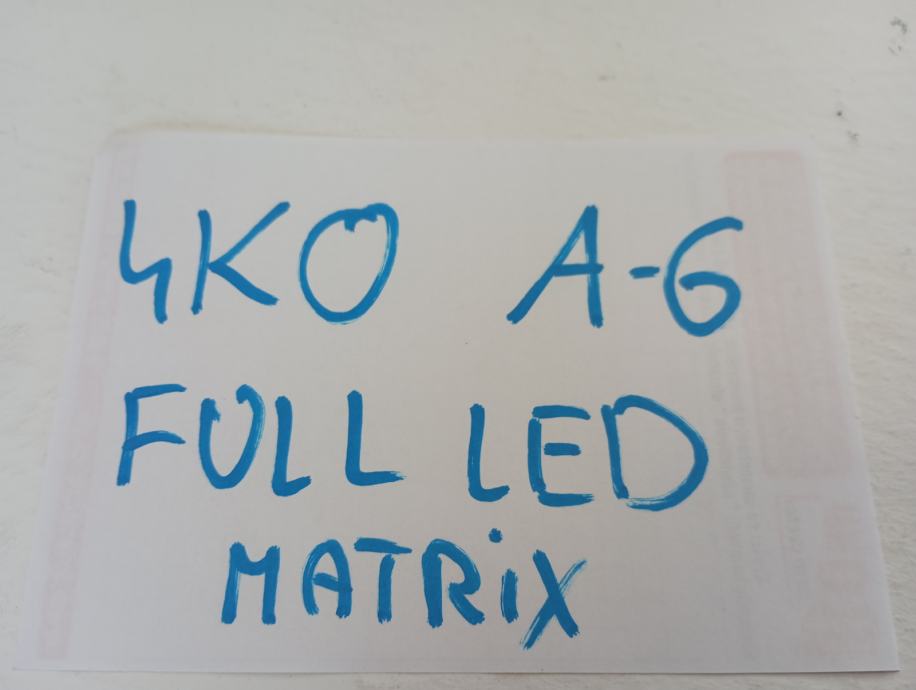 4KO A-6
FULL LED
MATRiX